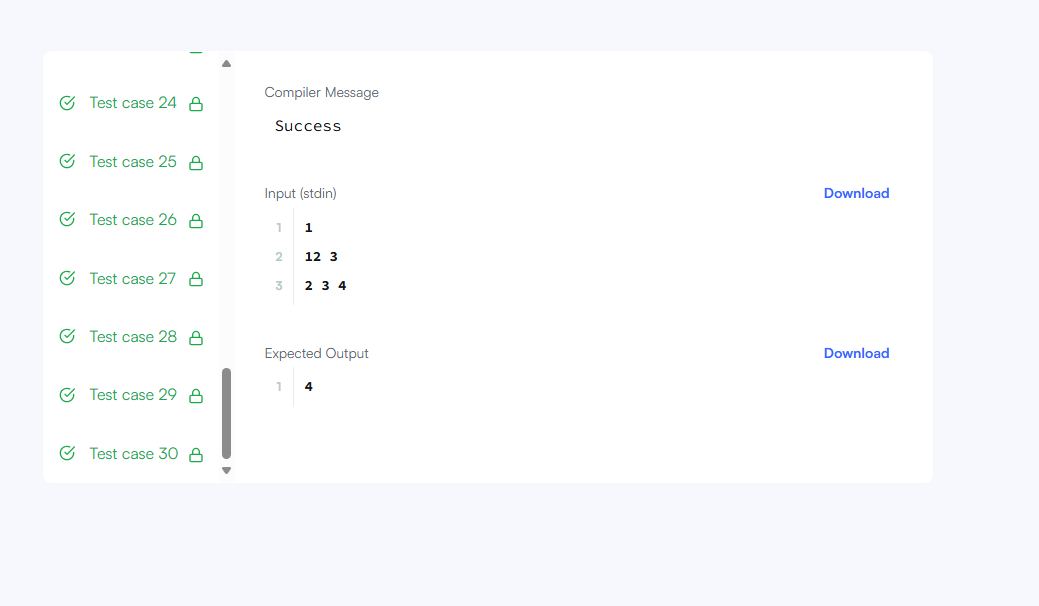 Test case 24
Test case 25
Test case 26
Test case 27
Test case 28
Test case 29
Test case 30
Compiler Message
Success
Input (stdin)
Download
1 1
2 12 3
3 2 3 4
Expected Output
Download
1 4